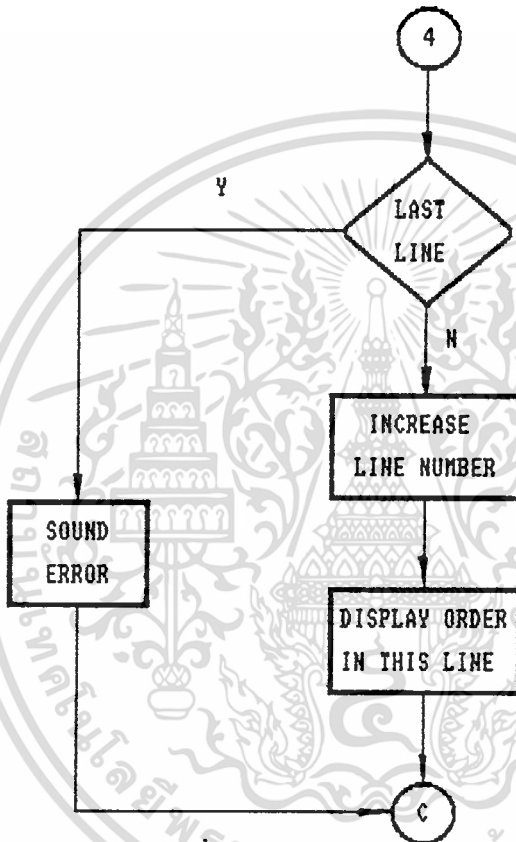 4
Y
LAST
LINE
N
INCREASE
LINE NUMBER
SOUND
ERROR
DISPLAY ORDER
IN THIS LINE
C